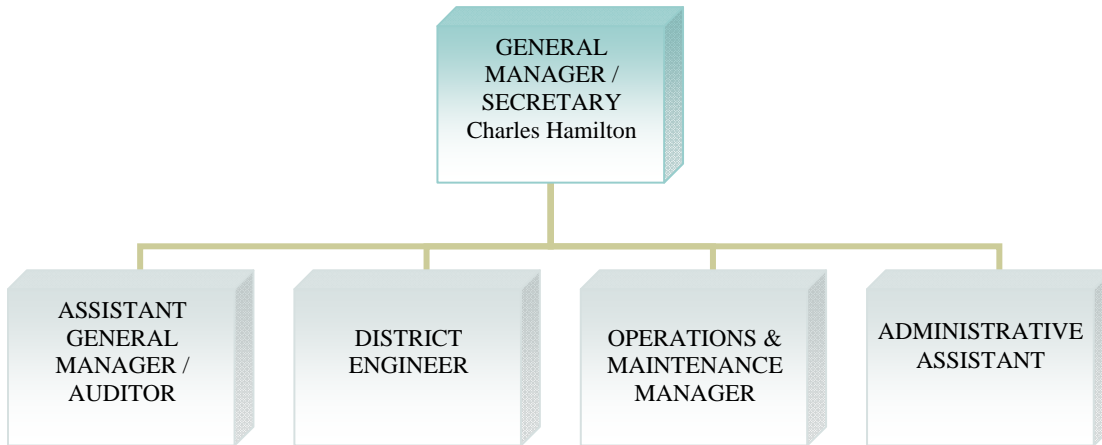 GENERAL
MANAGER /
SECRETARY
Charles Hamilton
ASSISTANT
GENERAL
MANAGER /
AUDITOR
DISTRICT
ENGINEER
OPERATIONS &
MAINTENANCE
MANAGER
ADMINISTRATIVE
ASSISTANT